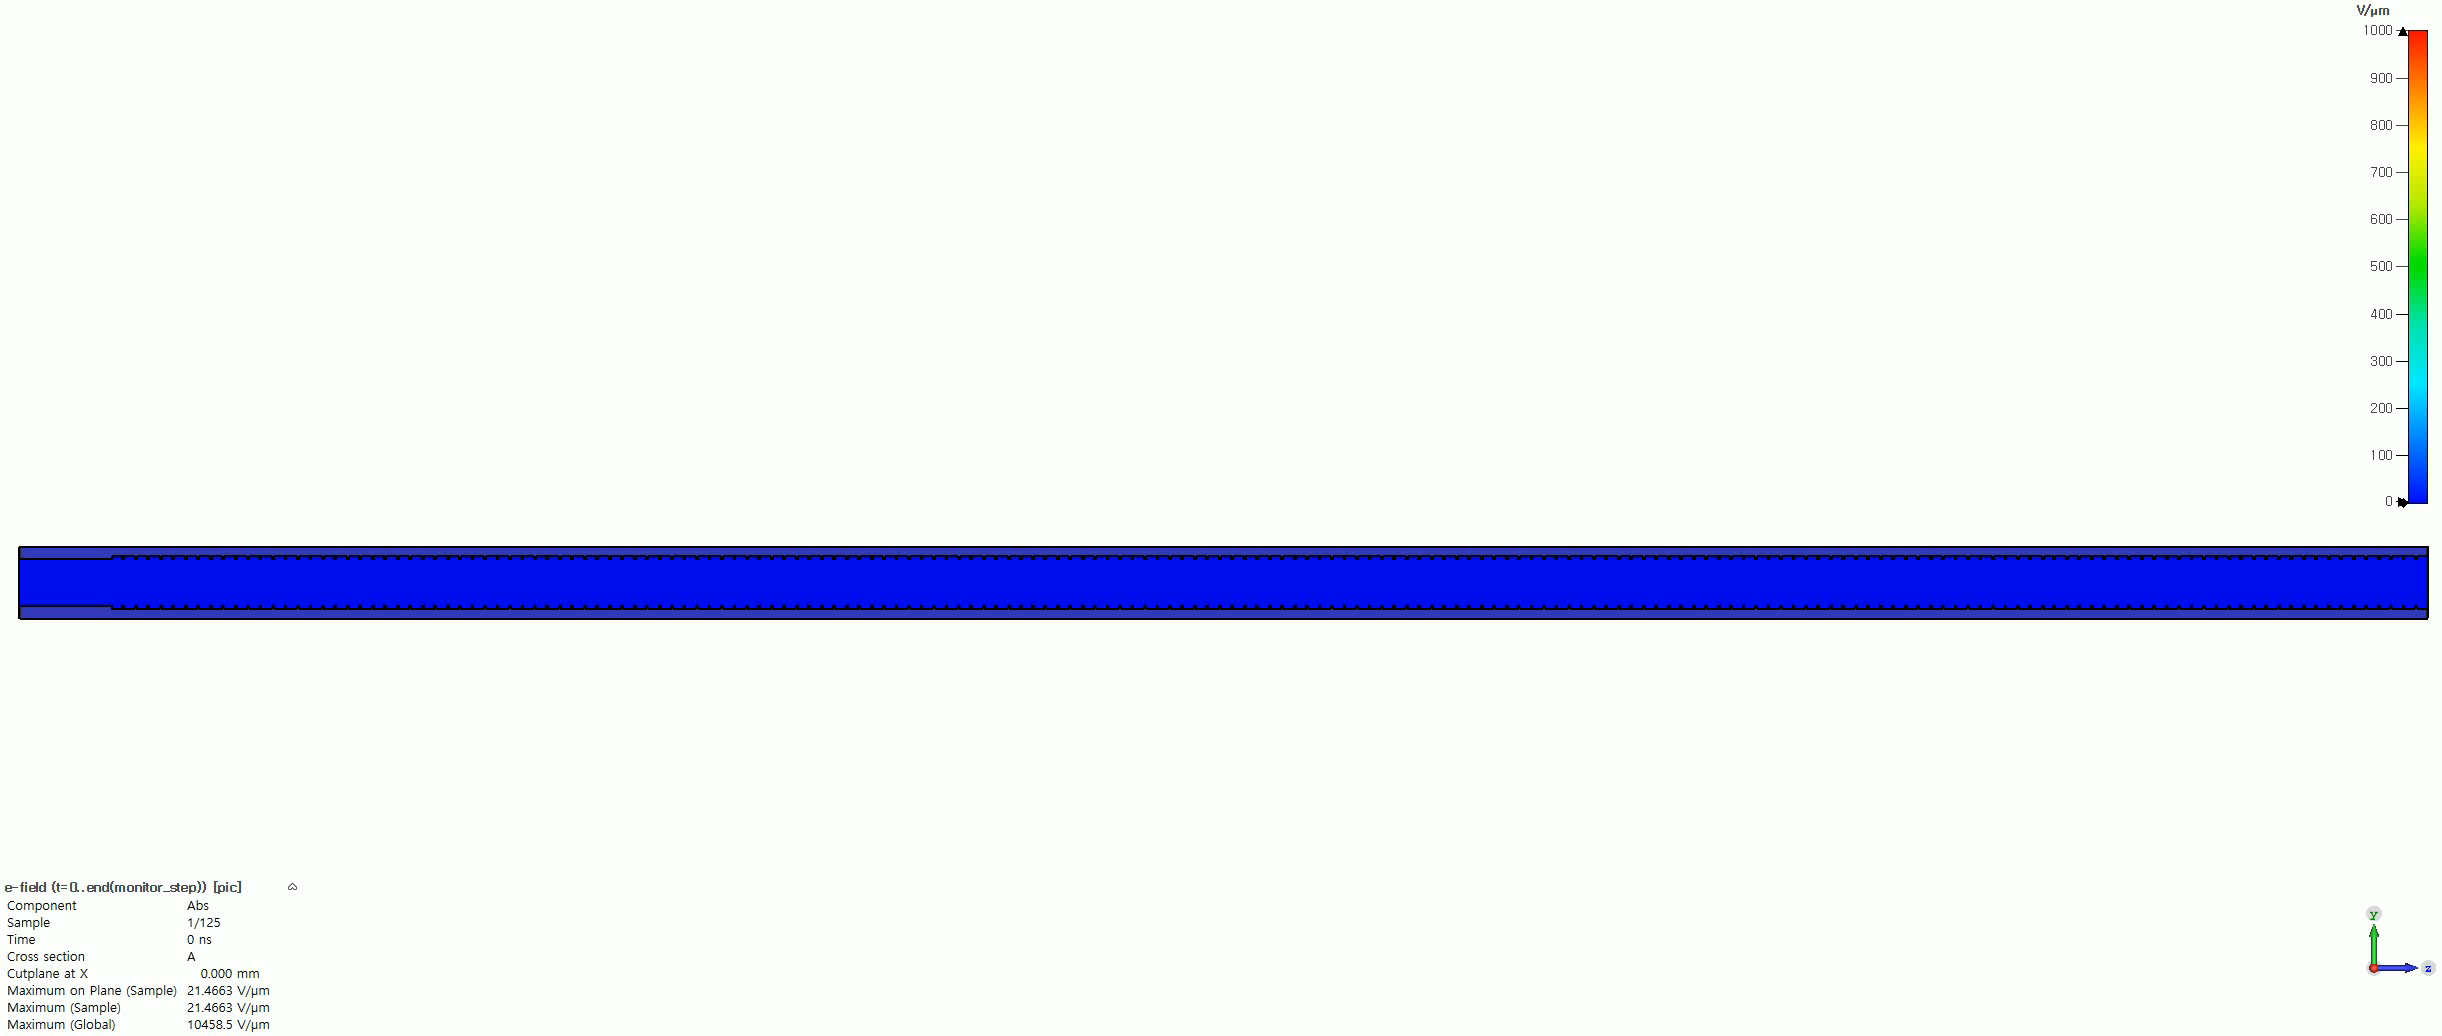 V/µm
1000
900
800
700
600
500
400
300
200
100
0
e-field (t=0..end(monitor_step)) [pic]
Component Abs
Sample 1/125
Time 0 ns
Cross section A
Cutplane at X 0.000 mm
Maximum on Plane (Sample) 21.4663 V/µm
Maximum (Sample) 21.4663 V/µm
Maximum (Global) 10458.5 V/µm
y
z